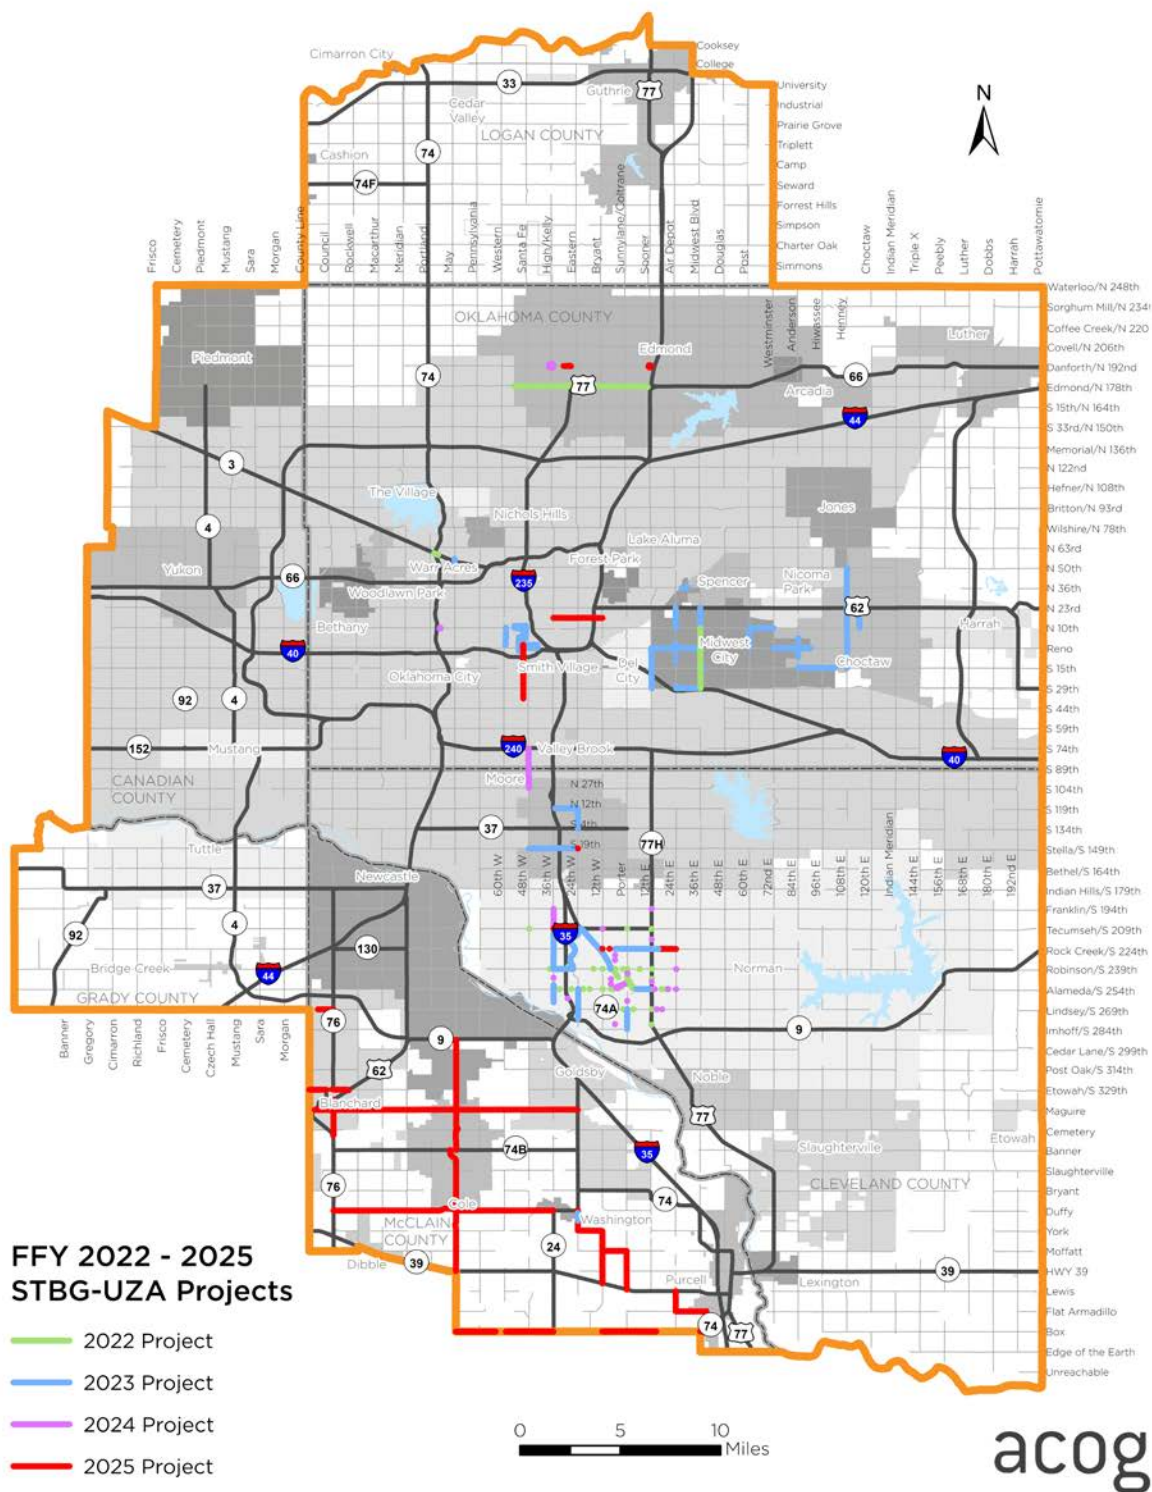 Cimarron City
Cooksey
College
33
Guthrie
77
University
Industrial
Cedar
Valley
LOGAN COUNTY
N
Prairie Grove
Triplett
74
Cashion
Camp
74F
Seward
Forrest Hills
Simpson
Charter Oak
Simmons
Frisco
Cemetery
Piedmont
Mustang
Sara
Morgan
County Line
Council
Rockwell
Macarthur
Meridian
Portland
May
Pennsylvania
Western
Santa Fe
High/Kelly
Eastern
Bryant
Sunnylane/Coltrane
Sooner
Air Depot
Midwest Blvd
Douglas
Post
Westminster
Anderson
Hiwassee
Henney
Choctaw
Indian Meridian
Triple X
Peebly
Luther
Dobbs
Harrah
Pottawatomie
Waterloo/N 248th
Sorghum Mill/N 234
Coffee Creek/N 220
Covell/N 206th
Danforth/N 192nd
Edmond/N 178th
S 15th/N 164th
S 33rd/N 150th
Memorial/N 136th
N 122nd
Hefner/N 108th
Britton/N 93rd
Wilshire/N 78th
N 63rd
N 50th
N 36th
N 23rd
N 10th
Reno
S 15th
S 29th
S 44th
S 59th
S 74th
S 89th
S 104th
S 119th
S 134th
Stella/S 149th
Bethel/S 164th
Indian Hills/S 179th
Franklin/S 194th
Tecumseh/S 209th
Rock Creek/S 224th
Robinson/S 239th
Alameda/S 254th
Lindsey/S 269th
Imhoff/S 284th
Cedar Lane/S 299th
Post Oak/S 314th
Etowah/S 329th
Maguire
Cemetery
Banner
Slaughterville
Bryant
Duffy
York
Moffatt
HWY 39
Lewis
Flat Armadillo
Box
Edge of the Earth
Unreachable
OKLAHOMA COUNTY
Luther
Piedmont
Edmond
74
66
77
Arcadia
44
3
The Village
Jones
Nichols Hills
4
Lake Aluma
Yukon
Warr Acres
Forest Park
66
235
Spencer
Nicoma
Park
Woodlawn Park
62
Bethany
Harrah
Midwest
City
40
Smith Village
Del
City
Choctaw
Oklahoma City
92
4
152
Mustang
240
Valley Brook
40
CANADIAN
COUNTY
Moore
N 27th
N 12th
S 4th
S 19th
37
77H
Tuttle
60th W
48th W
36th W
24th W
12th W
Porter
12th E
24th E
36th E
48th E
60th E
72nd E
84th E
96th E
108th E
120th E
Indian Meridian
144th E
156th E
168th E
180th E
192nd E
Newcastle
37
92
4
35
130
Bridge Creek
44
Norman
GRADY COUNTY
74A
76
9
9
Banner
Gregory
Cimarron
Richland
Frisco
Cemetery
Czech Hall
Mustang
Sara
Morgan
62
Goldsby
Noble
Blanchard
77
Etowah
74B
35
Slaughterville
76
CLEVELAND COUNTY
74
Cole
Washington
McCLAIN
COUNTY
24
Dibble
39
39
Purcell
Lexington
74
77
FFY 2022 - 2025
STBG-UZA Projects
2022 Project
2023 Project
2024 Project
2025 Project
0 5 10
Miles
acog